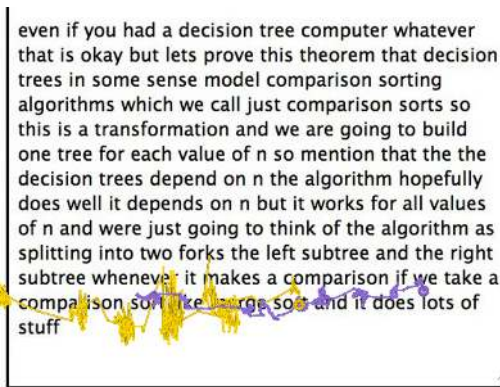 even if you had a decision tree computer whatever
that is okay but lets prove this theorem that decision
trees in some sense model comparison sorting
algorithms which we call just comparison sorts so
this is a transformation and we are going to build
one tree for each value of n so mention that the the
decision trees depend on n the algorithm hopefully
does well it depends on n but it works for all values
of n and were just going to think of the algorithm as
splitting into two forks the left subtree and the right
subtree whenever it makes a comparison if we take a
comparison sort like merge sort and it does lots of
stuff